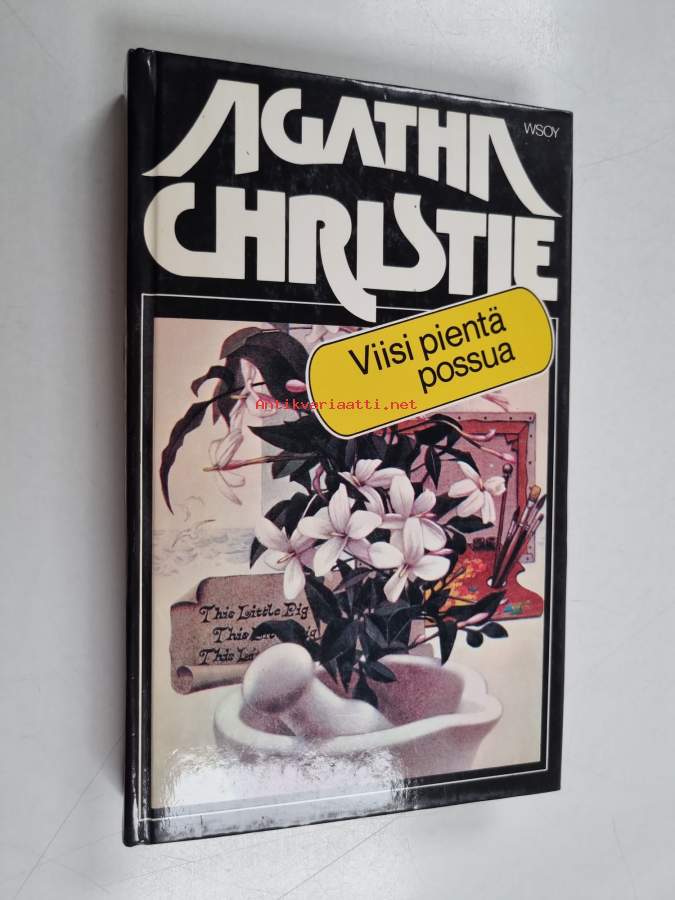 AGATHA
WSOY
CHRISTIE
Viisi pientä
possua
Antikvariaatti.net
This Little Pig
This Little Pig
This Li